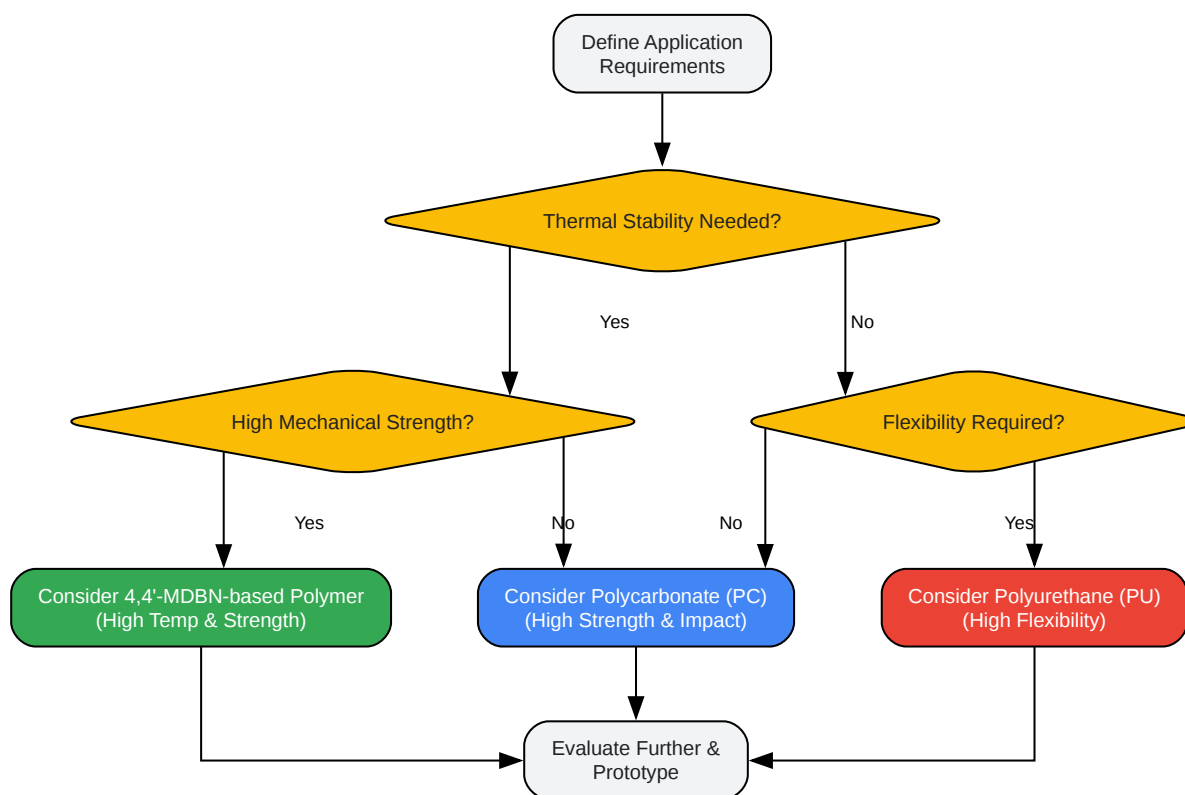 Define Application
Requirements
Thermal Stability Needed?
Yes
No
High Mechanical Strength?
Flexibility Required?
Yes
No
No
Yes
Consider 4,4'-MDBN-based Polymer
(High Temp & Strength)
Consider Polycarbonate (PC)
(High Strength & Impact)
Consider Polyurethane (PU)
(High Flexibility)
Evaluate Further &
Prototype